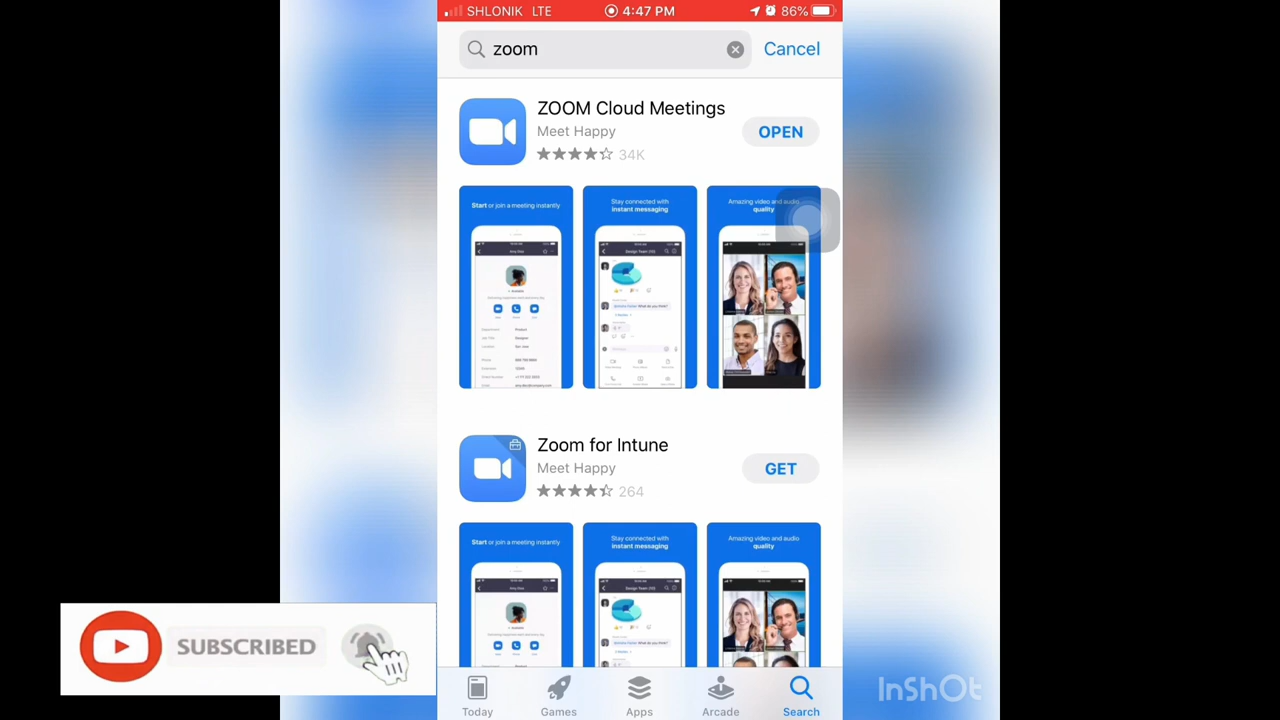 SHLONIK LTE 4:47 PM 86%
zoom Cancel
ZOOM Cloud Meetings
Meet Happy
OPEN
34K
Start or join a meeting instantly
Stay connected with
instant messaging
Amazing video and audio
quality
Zoom for Intune
Meet Happy
GET
264
Start or join a meeting instantly
Stay connected with
instant messaging
Amazing video and audio
quality
SUBSCRIBED
Today Games Apps Arcade Search
InShOt